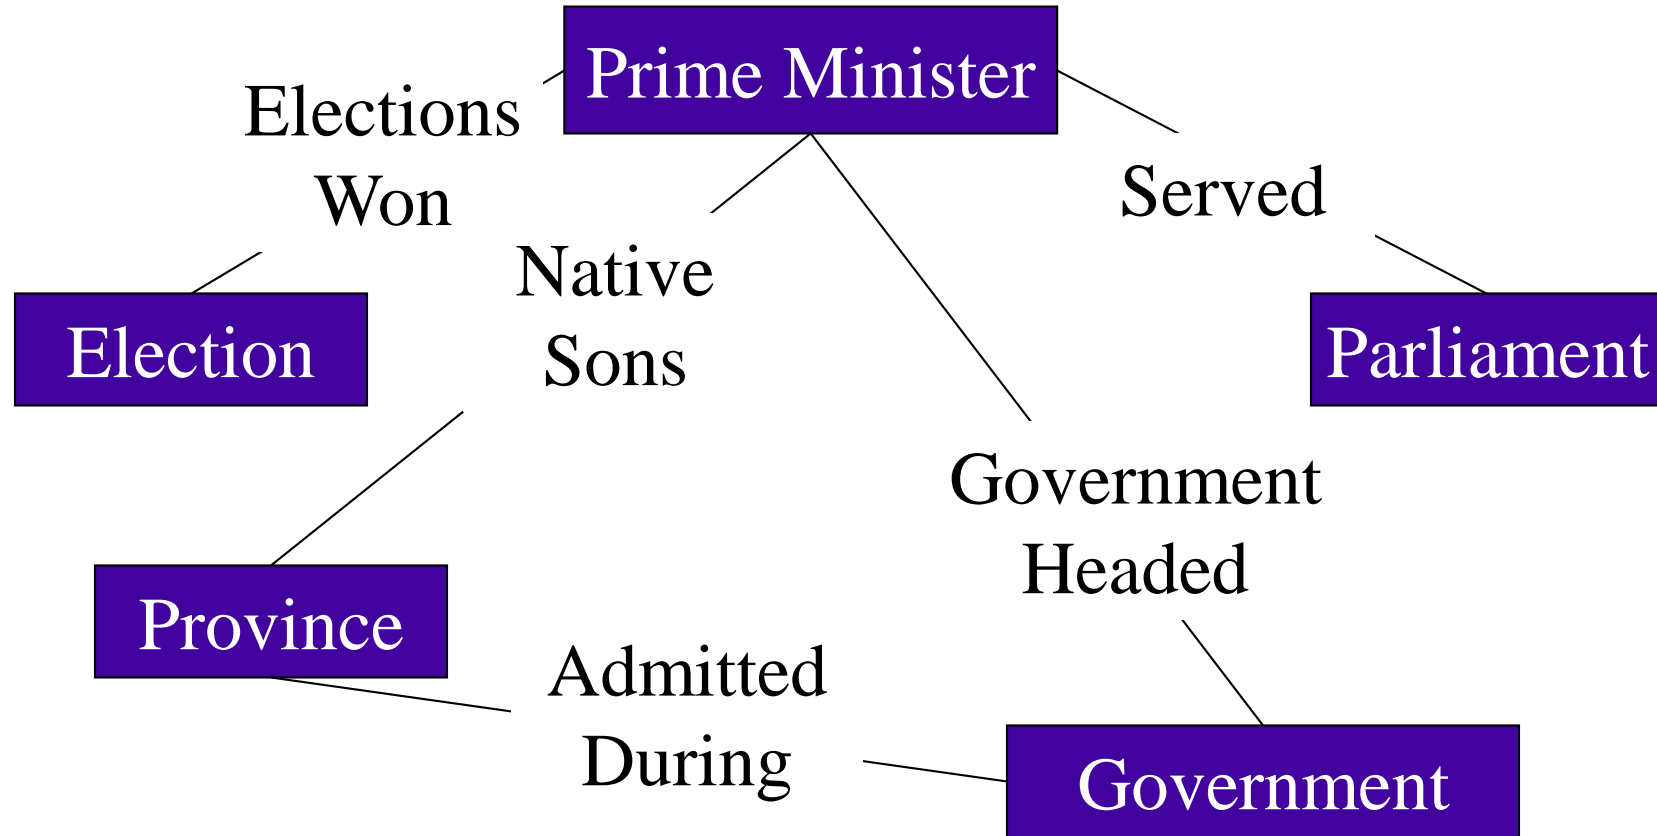 Prime Minister
Elections
Won
Served
Native
Sons
Election
Parliament
Government
Headed
Province
Admitted
During
Government